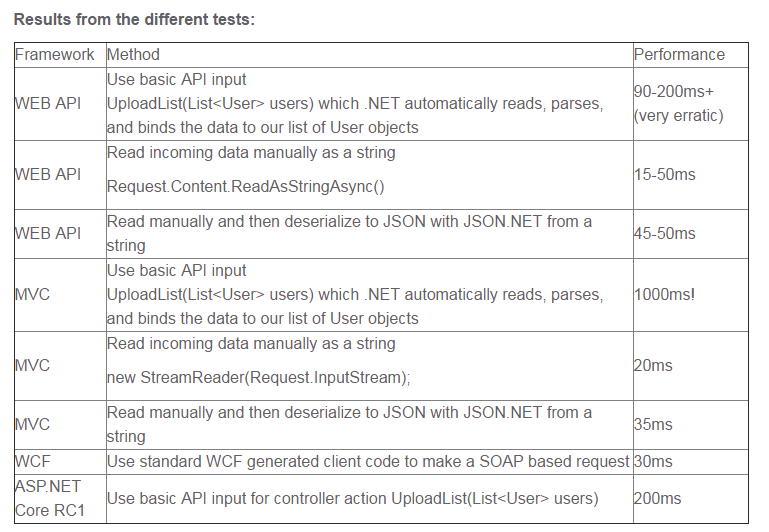 Results from the different tests:
Framework Method Performance
WEB API
Use basic API input
UploadList(List<User> users) which .NET automatically reads, parses,
and binds the data to our list of User objects
90-200ms+
(very erratic)
WEB API
Read incoming data manually as a string
Request.Content.ReadAsStringAsync()
15-50ms
WEB API
Read manually and then deserialize to JSON with JSON.NET from a
string
45-50ms
MVC
Use basic API input
UploadList(List<User> users) which .NET automatically reads, parses,
and binds the data to our list of User objects
1000ms!
MVC
Read incoming data manually as a string
new StreamReader(Request.InputStream);
20ms
MVC
Read manually and then deserialize to JSON with JSON.NET from a
string
35ms
WCF Use standard WCF generated client code to make a SOAP based request 30ms
ASP.NET
Core RC1
Use basic API input for controller action UploadList(List<User> users)
200ms